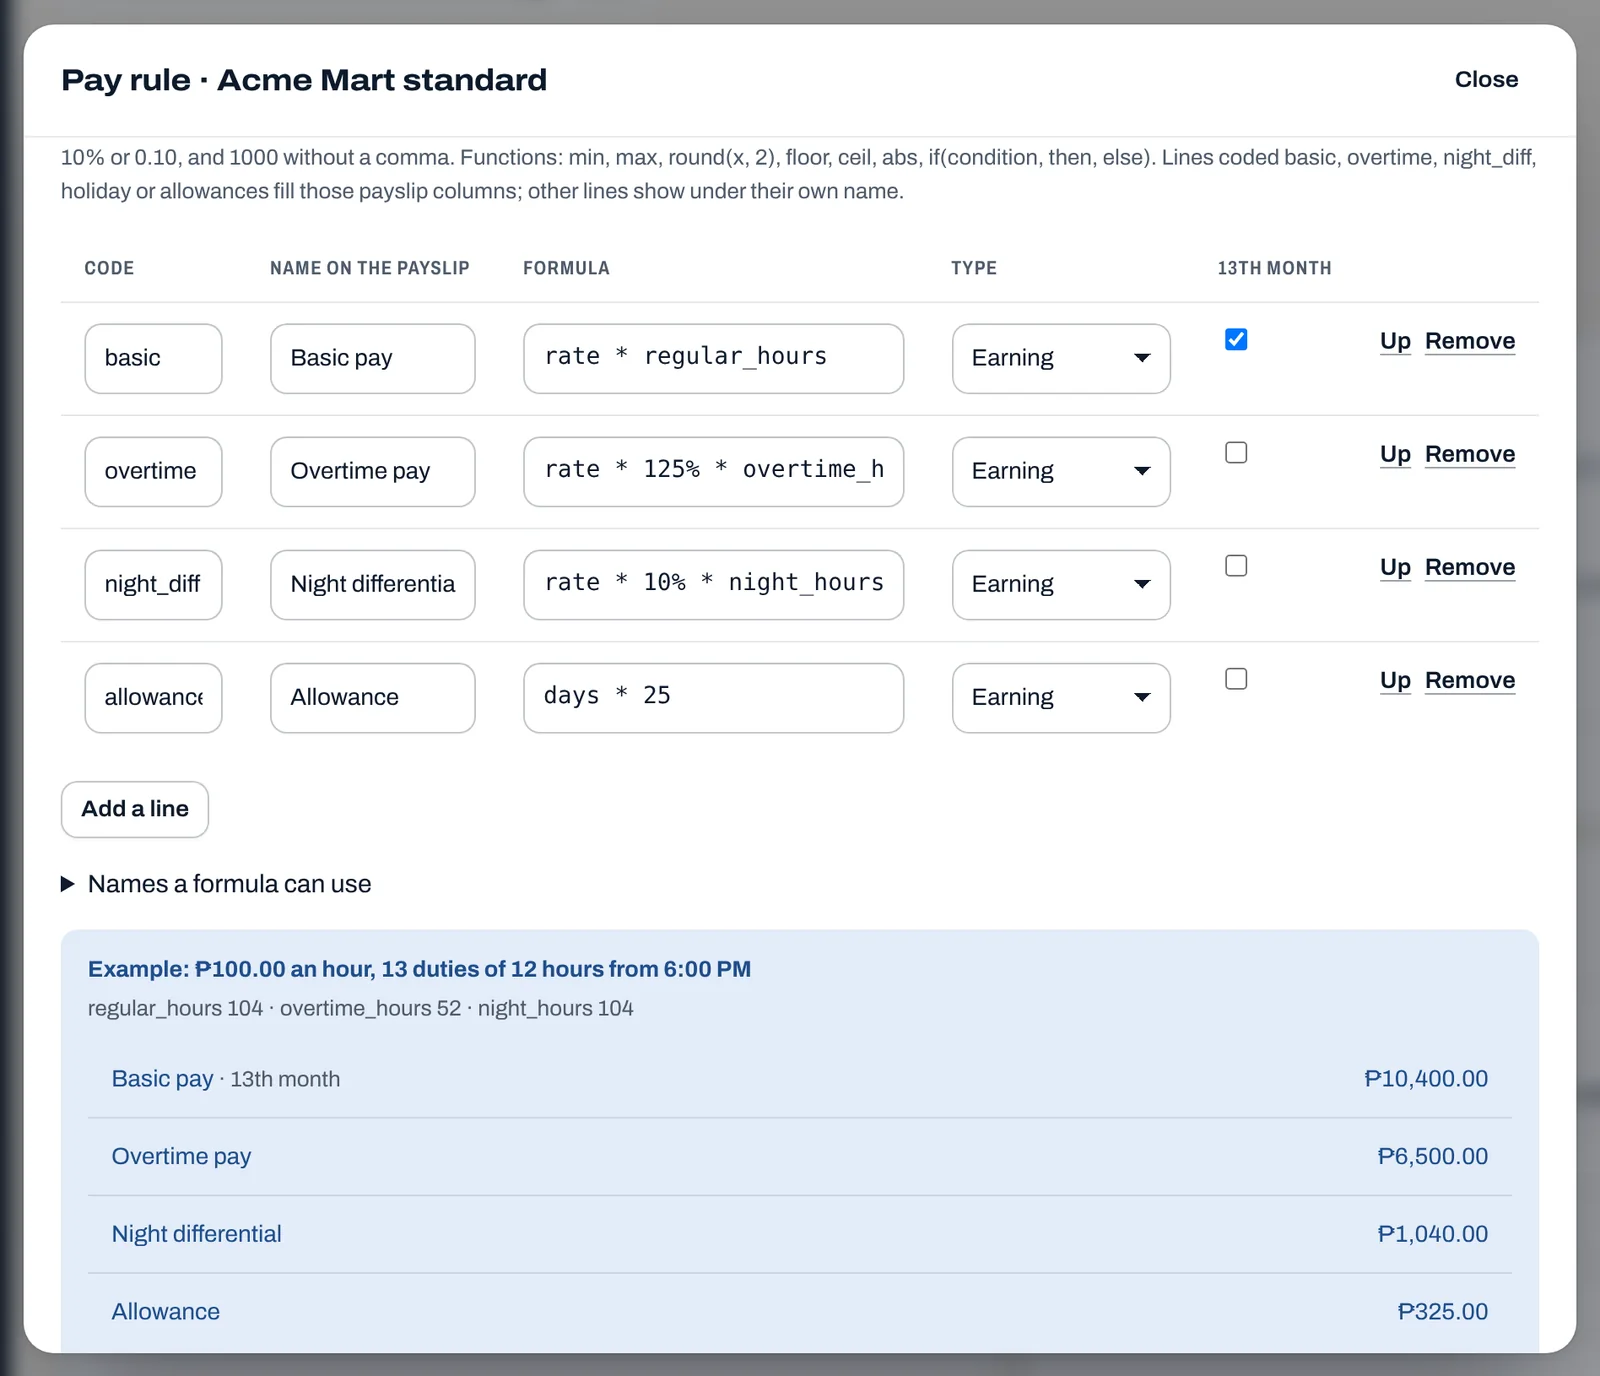 Pay rule · Acme Mart standard
Close
10% or 0.10, and 1000 without a comma. Functions: min, max, round(x, 2), floor, ceil, abs, if(condition, then, else). Lines coded basic, overtime, night_diff,
holiday or allowances fill those payslip columns; other lines show under their own name.
CODE NAME ON THE PAYSLIP FORMULA TYPE 13TH MONTH
basic Basic pay rate * regular_hours Earning Up Remove
overtime Overtime pay rate * 125% * overtime_h Earning Up Remove
night_diff Night differentia rate * 10% * night_hours Earning Up Remove
allowance Allowance days * 25 Earning Up Remove
Add a line
Names a formula can use
Example: ₱100.00 an hour, 13 duties of 12 hours from 6:00 PM
regular_hours 104 · overtime_hours 52 · night_hours 104
Basic pay · 13th month ₱10,400.00
Overtime pay ₱6,500.00
Night differential ₱1,040.00
Allowance ₱325.00